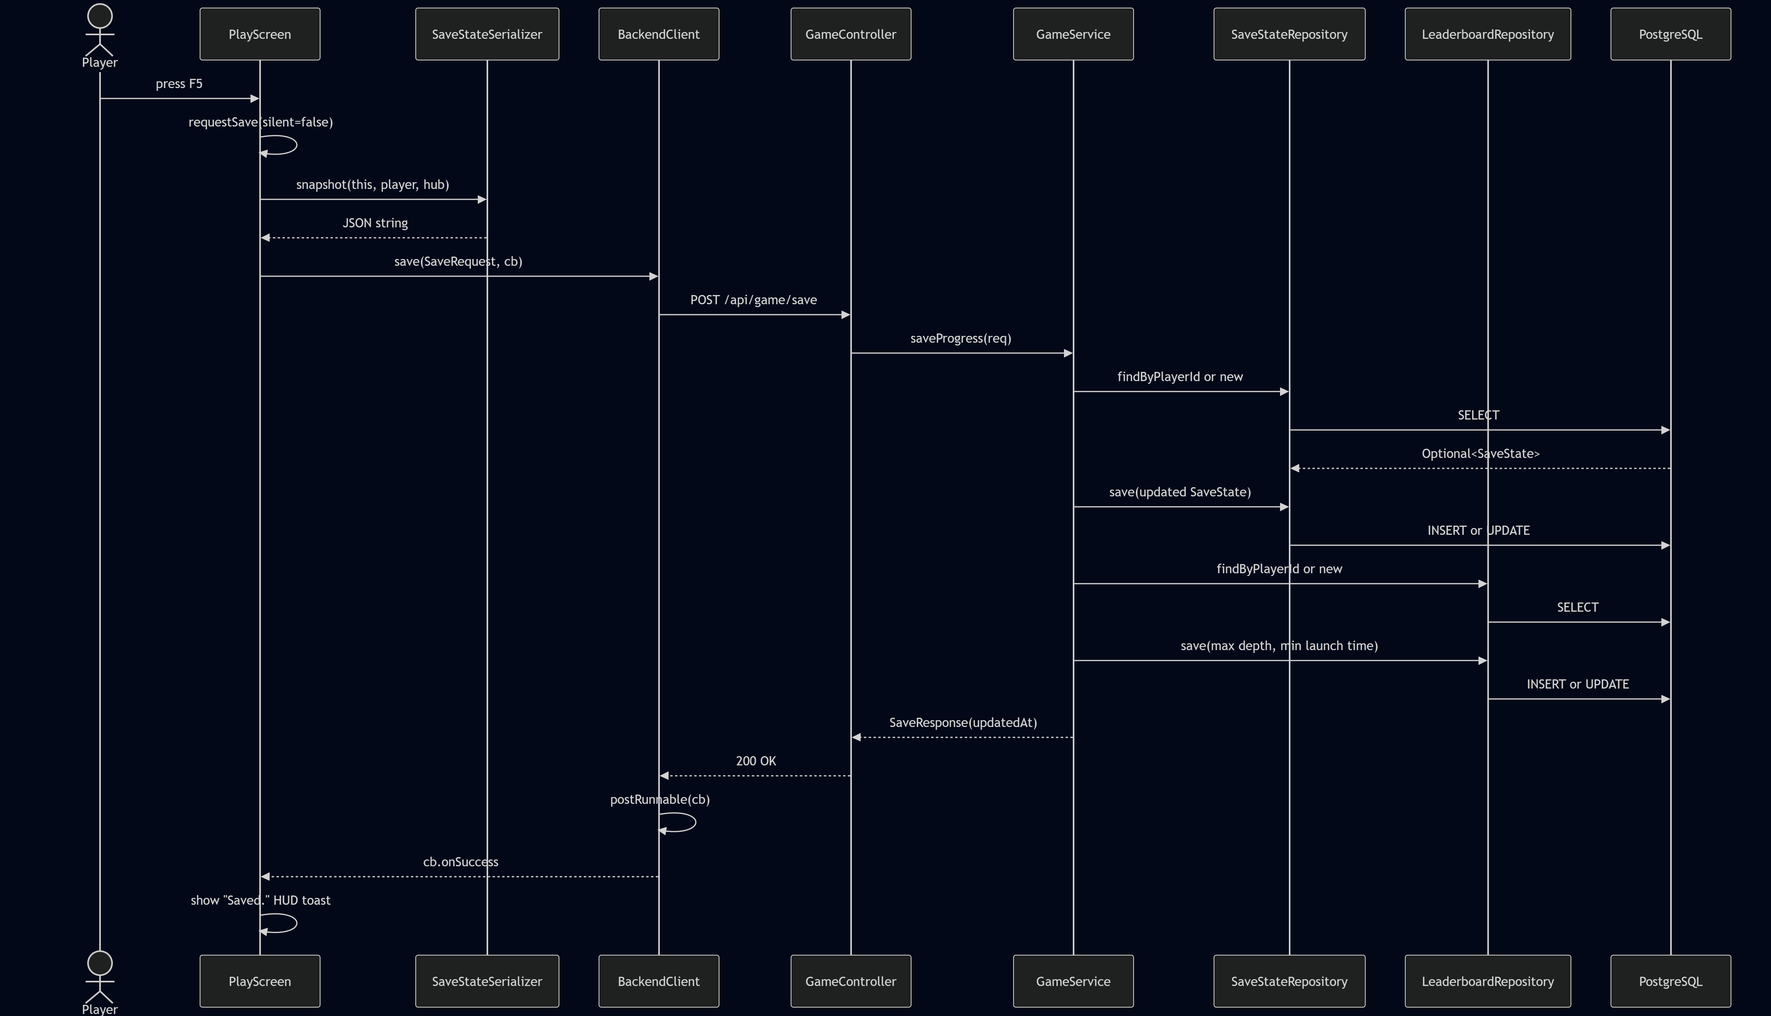 Player
PlayScreen
SaveStateSerializer
BackendClient
GameController
GameService
SaveStateRepository
LeaderboardRepository
PostgreSQL
press F5
requestSave(silent=false)
snapshot(this, player, hub)
JSON string
save(SaveRequest, cb)
POST /api/game/save
saveProgress(req)
findByPlayerId or new
SELECT
Optional<SaveState>
save(updated SaveState)
INSERT or UPDATE
findByPlayerId or new
SELECT
save(max depth, min launch time)
INSERT or UPDATE
SaveResponse(updatedAt)
200 OK
postRunnable(cb)
cb.onSuccess
show "Saved." HUD toast
Player
PlayScreen
SaveStateSerializer
BackendClient
GameController
GameService
SaveStateRepository
LeaderboardRepository
PostgreSQL